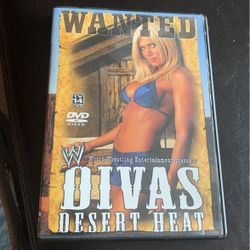 WANTED
TV
14
DVD
VIDEO
W
World Wrestling Entertainment presents
DIVAS
DESERT HEAT